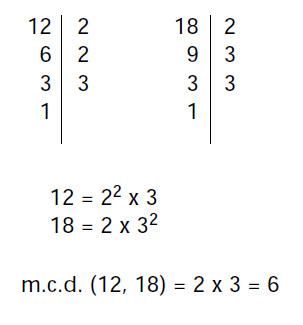 12 | 2 18 | 2
6 | 2 9 | 3
3 | 3 3 | 3
1 | 1 |
12 = 2² x 3
18 = 2 x 3²
m.c.d. (12, 18) = 2 x 3 = 6